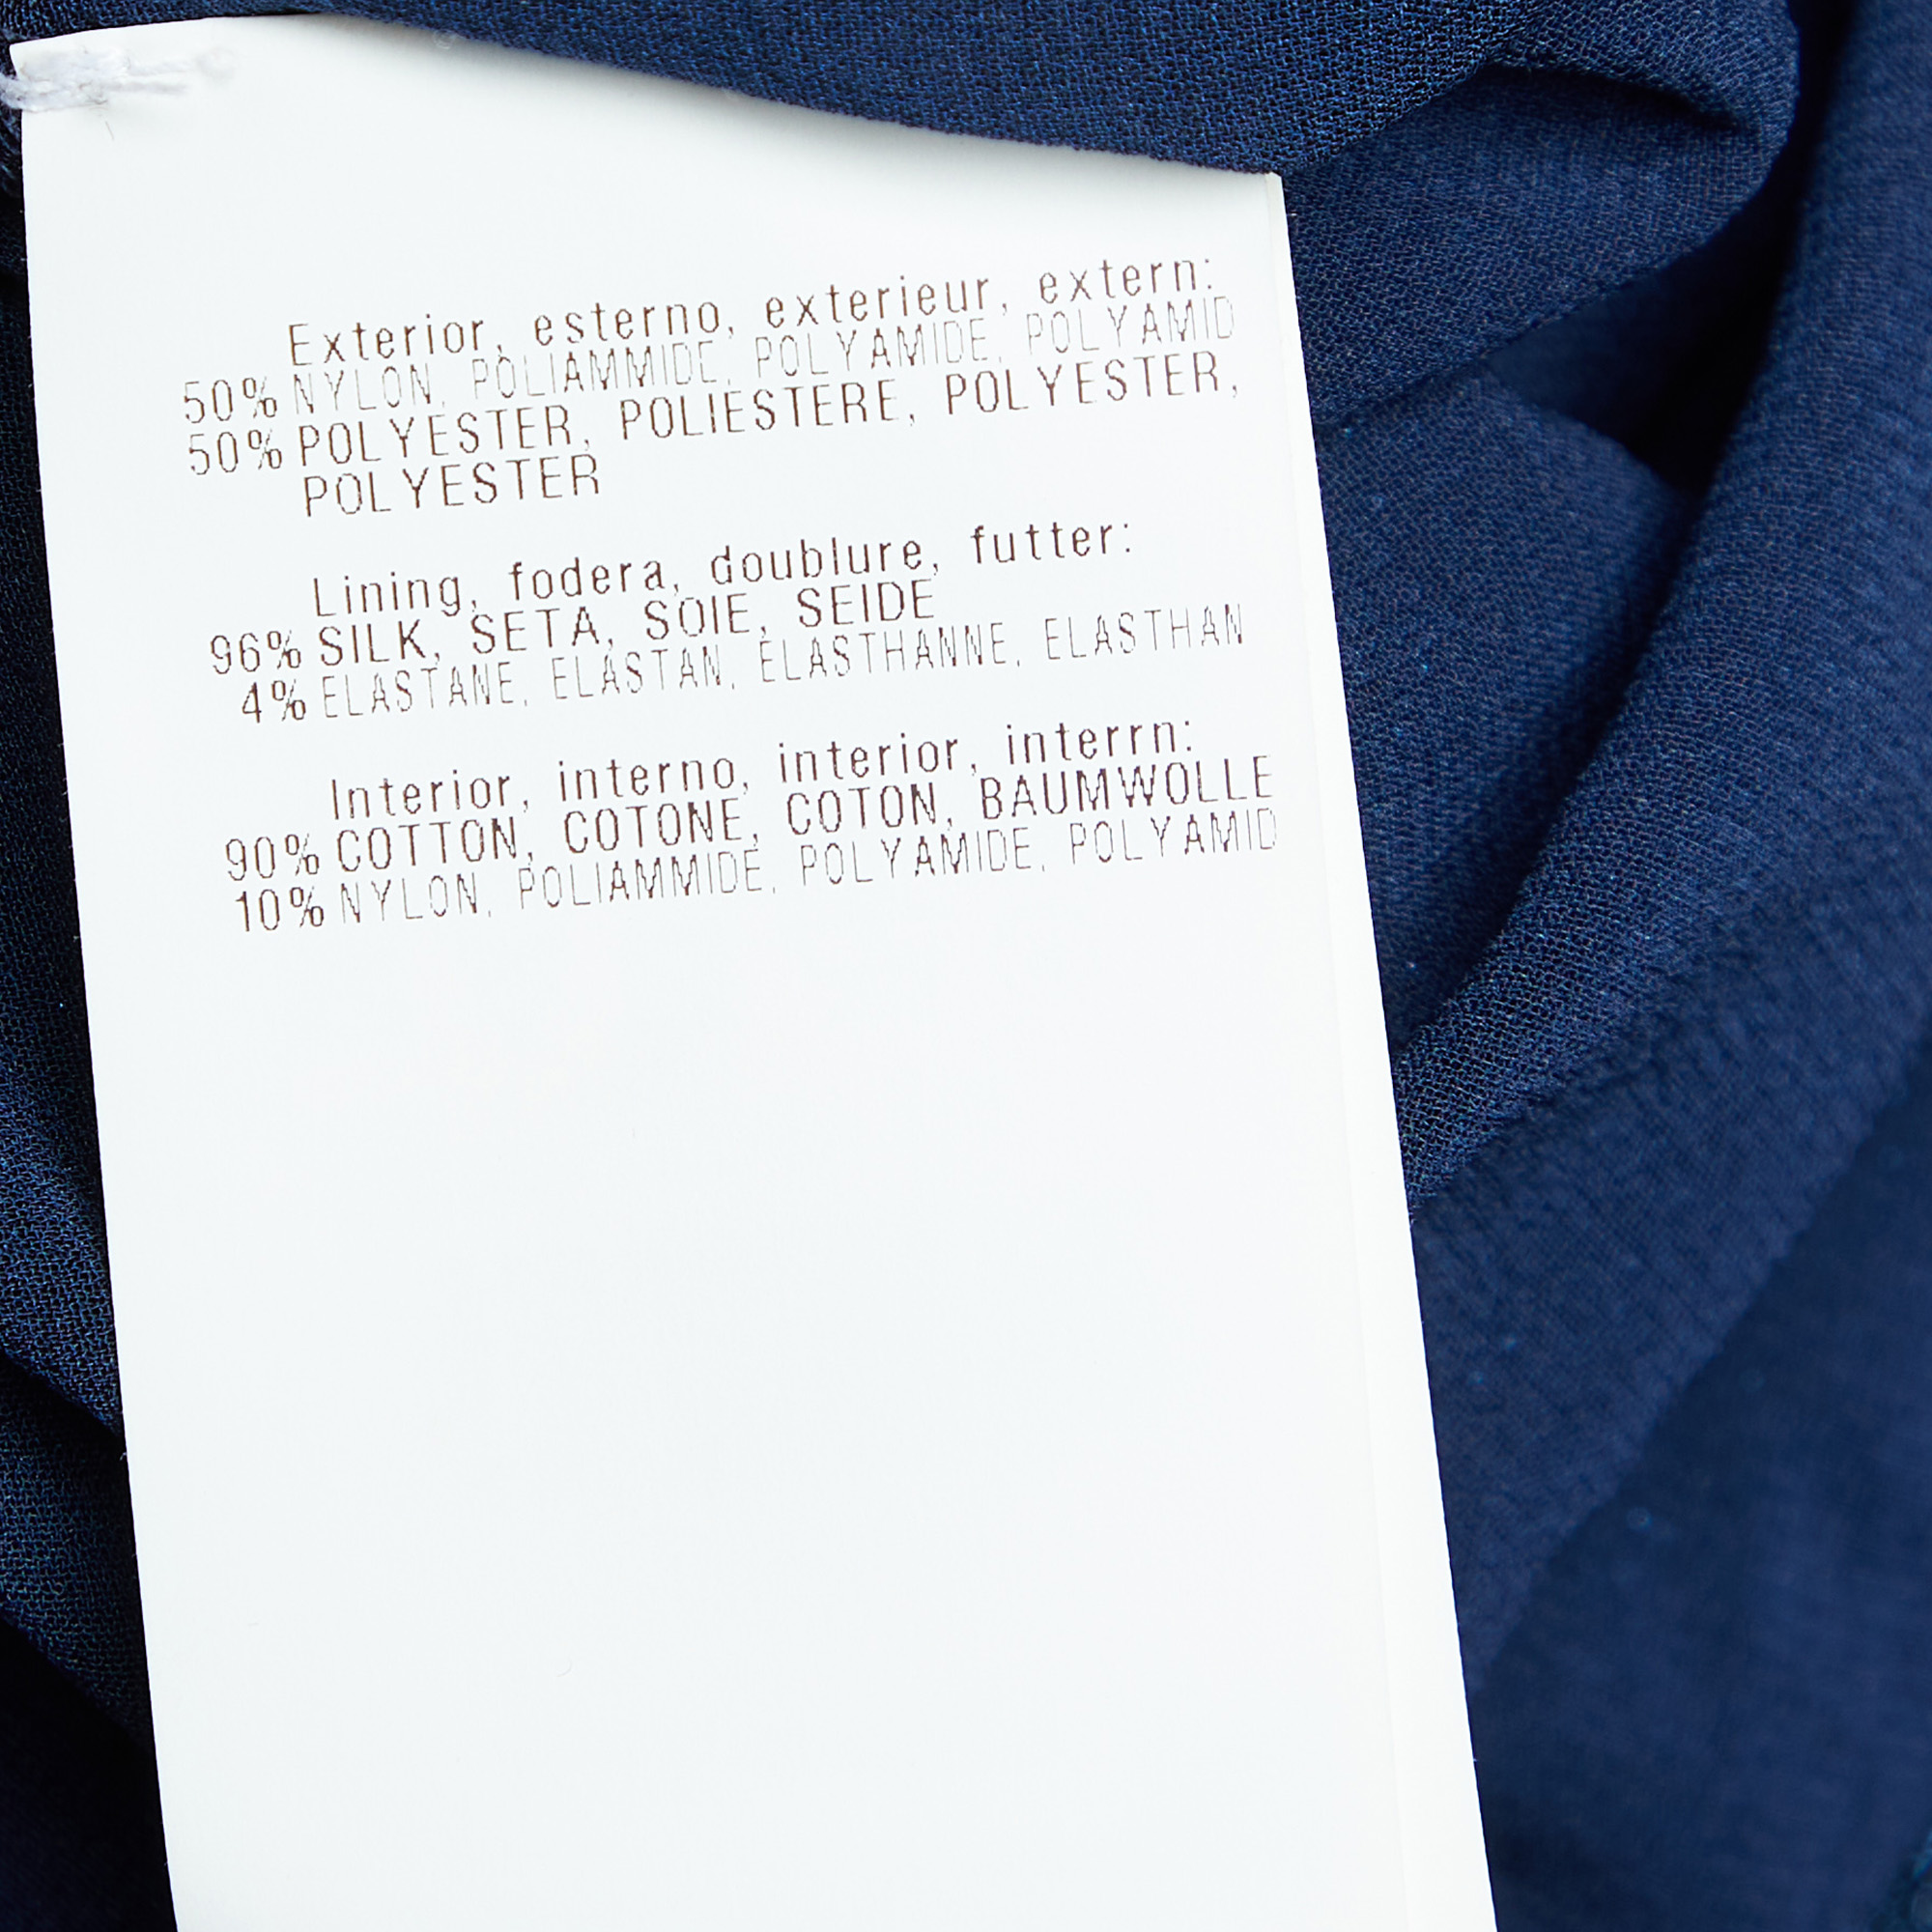 Exterior, esterno, exterieur, extern:
50% NYLON, POLIAMMIDE, POLYAMIDE, POLYAMID
50% POLYESTER, POLIESTERE, POLYESTER,
POLYESTER
Lining, fodera, doublure, futter:
96% SILK, SETA, SOIE, SEIDE
4% ELASTANE, ELASTAN, ELASTHANNE, ELASTHAN
Interior, interno, interior, interrn:
90% COTTON, COTONE, COTON, BAUMWOLLE
10% NYLON, POLIAMMIDE, POLYAMIDE, POLYAMID